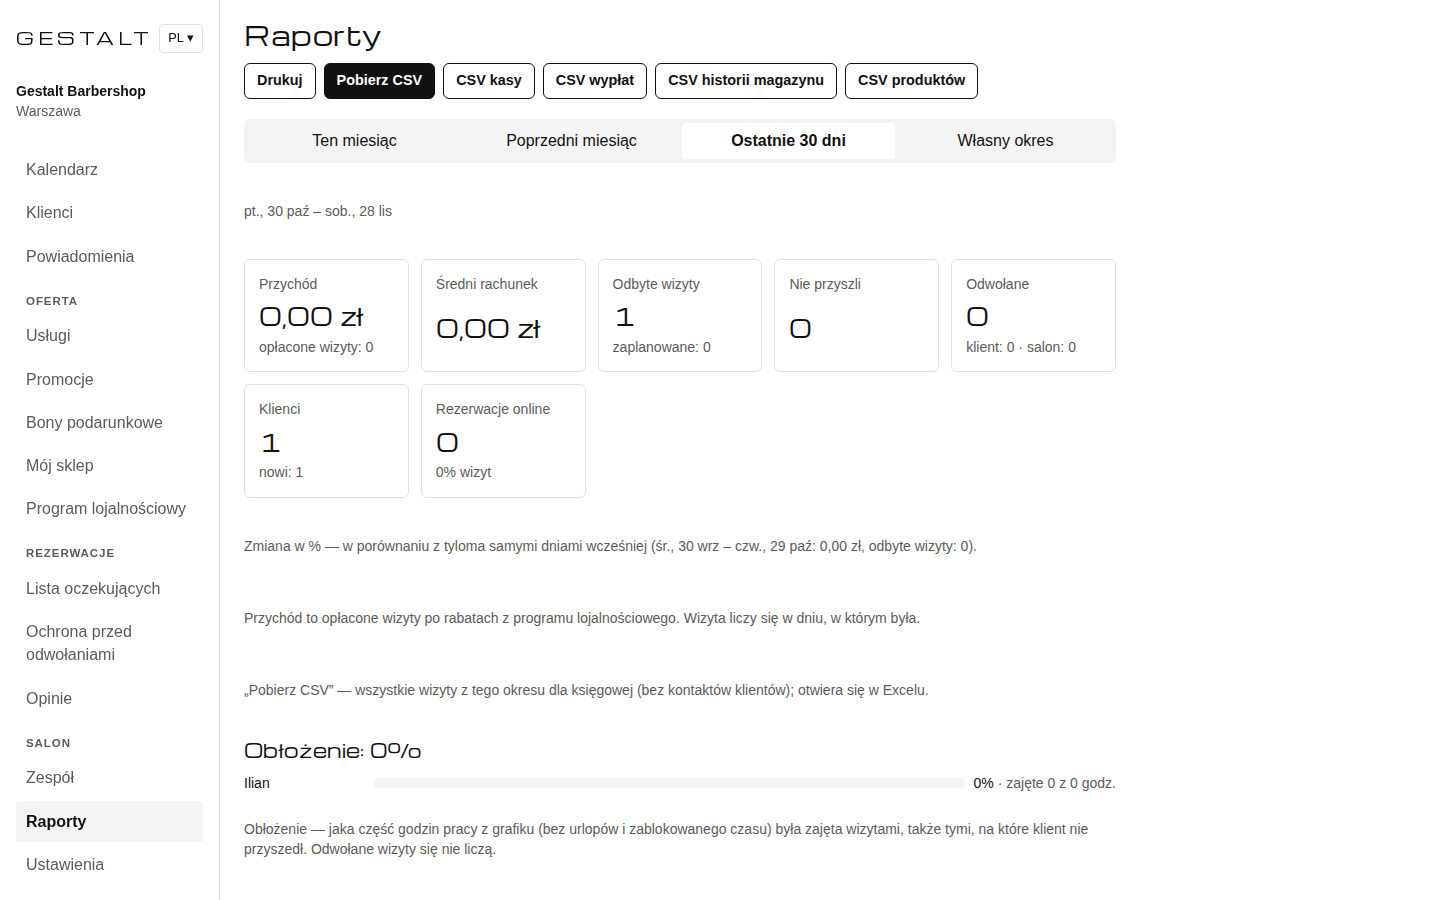 GESTALT
PL ▾
Gestalt Barbershop
Warszawa
Kalendarz
Klienci
Powiadomienia
OFERTA
Usługi
Promocje
Bony podarunkowe
Mój sklep
Program lojalnościowy
REZERWACJE
Lista oczekujących
Ochrona przed
odwołaniami
Opinie
SALON
Zespół
Raporty
Ustawienia
Raporty
Drukuj
Pobierz CSV
CSV kasy
CSV wypłat
CSV historii magazynu
CSV produktów
Ten miesiąc
Poprzedni miesiąc
Ostatnie 30 dni
Własny okres
pt., 30 paź – sob., 28 lis
Przychód
0,00 zł
opłacone wizyty: 0
Średni rachunek
0,00 zł
Odbyte wizyty
1
zaplanowane: 0
Nie przyszli
0
Odwołane
0
klient: 0 · salon: 0
Klienci
1
nowi: 1
Rezerwacje online
0
0% wizyt
Zmiana w % — w porównaniu z tyloma samymi dniami wcześniej (śr., 30 wrz – czw., 29 paź: 0,00 zł, odbyte wizyty: 0).
Przychód to opłacone wizyty po rabatach z programu lojalnościowego. Wizyta liczy się w dniu, w którym była.
„Pobierz CSV” — wszystkie wizyty z tego okresu dla księgowej (bez kontaktów klientów); otwiera się w Excelu.
Obłożenie: 0%
Ilian
0% · zajęte 0 z 0 godz.
Obłożenie — jaka część godzin pracy z grafiku (bez urlopów i zablokowanego czasu) była zajęta wizytami, także tymi, na które klient nie
przyszedł. Odwołane wizyty się nie liczą.